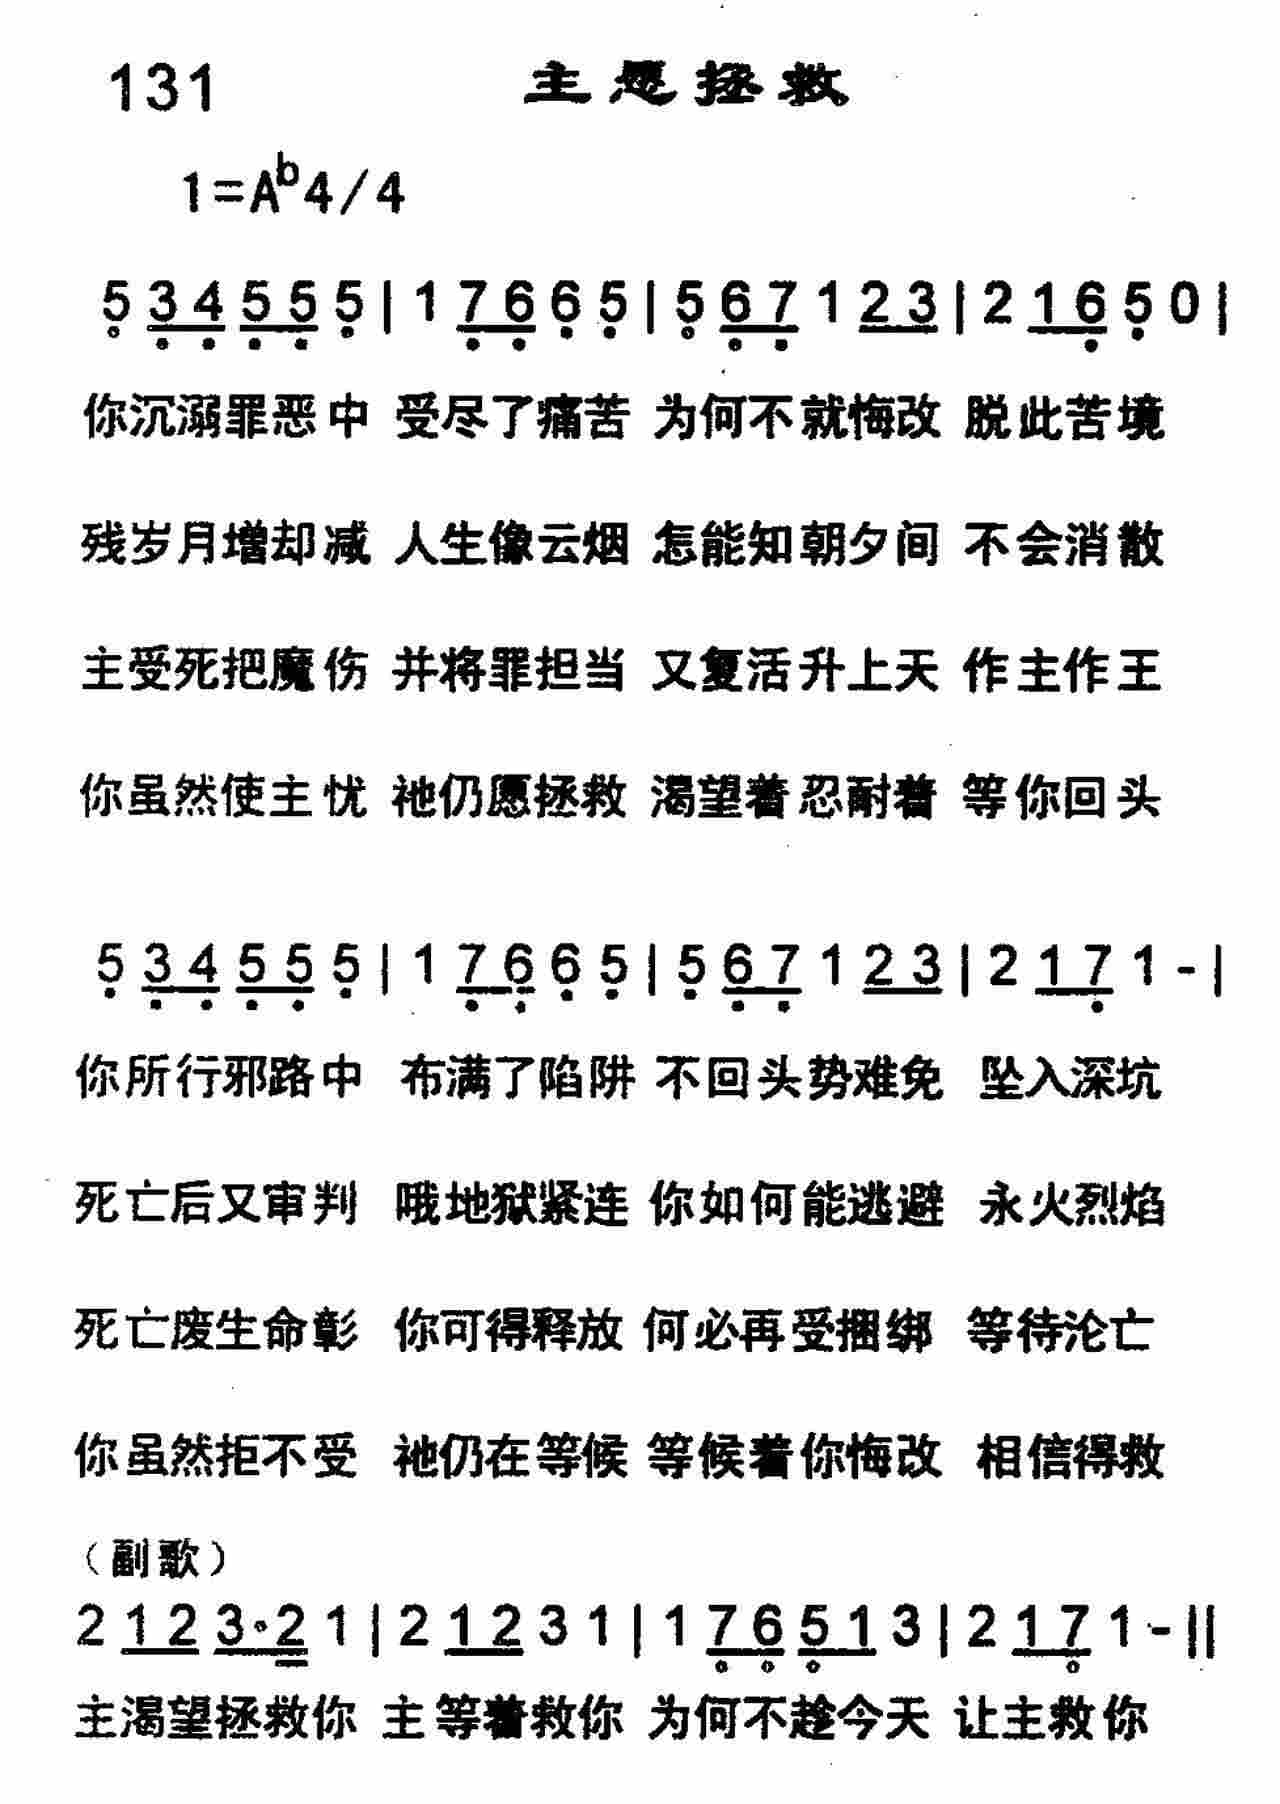 131 主愿拯救
1=Ab4/4
5 3 4 5 5 5 | 1 7 6 6 5 | 5 6 7 1 2 3 | 2 1 6 5 0 |
你沉溺罪恶中 受尽了痛苦 为何不就悔改 脱此苦境
残岁月增却减 人生像云烟 怎能知朝夕间 不会消散
主受死把魔伤 并将罪担当 又复活升上天 作主作王
你虽然使主忧 祂仍愿拯救 渴望着忍耐着 等你回头
5 3 4 5 5 5 | 1 7 6 6 5 | 5 6 7 1 2 3 | 2 1 7 1 - |
你所行邪路中 布满了陷阱 不回头势难免 坠入深坑
死亡后又审判 哦地狱紧连 你如何能逃避 永火烈焰
死亡废生命彰 你可得释放 何必再受捆绑 等待沦亡
你虽然拒不受 祂仍在等候 等候着你悔改 相信得救
（副歌）
2 1 2 3 · 2 1 | 2 1 2 3 1 | 1 7 6 5 1 3 | 2 1 7 1 - ||
主渴望拯救你 主等着救你 为何不趁今天 让主救你